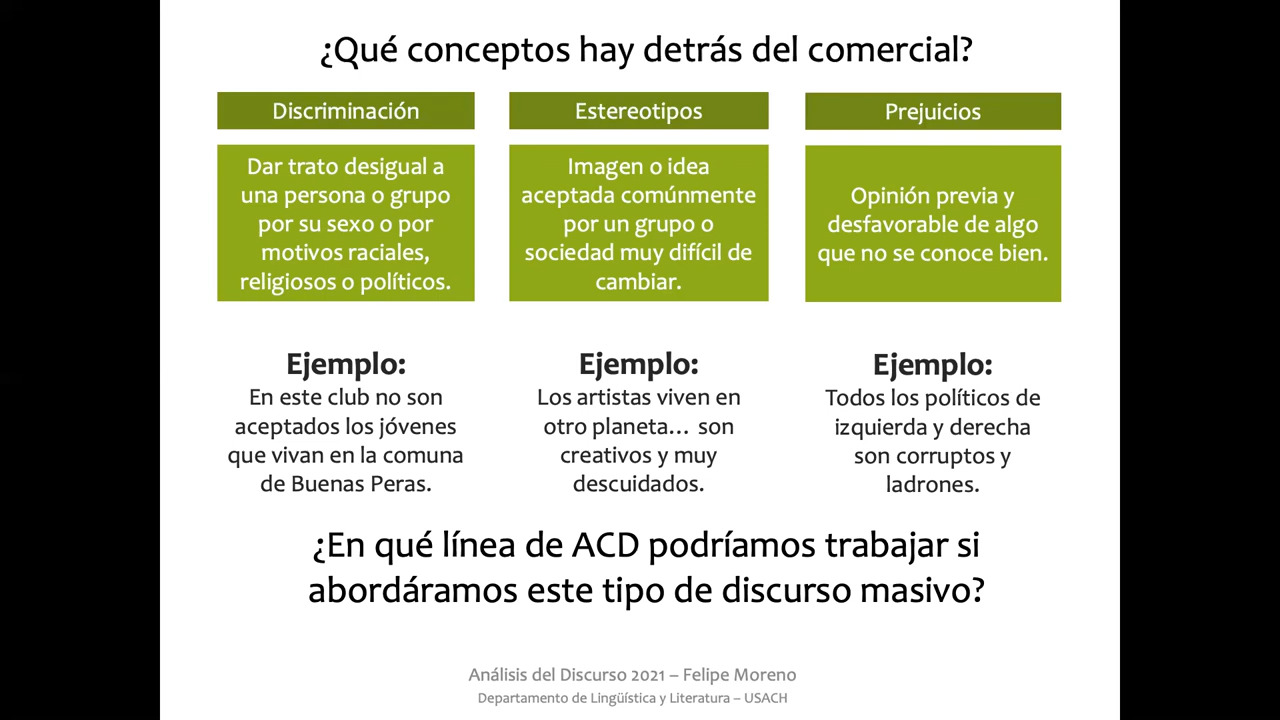 ¿Qué conceptos hay detrás del comercial?
Discriminación
Dar trato desigual a
una persona o grupo
por su sexo o por
motivos raciales,
religiosos o políticos.
Ejemplo:
En este club no son
aceptados los jóvenes
que vivan en la comuna
de Buenas Peras.
Estereotipos
Imagen o idea
aceptada comúnmente
por un grupo o
sociedad muy difícil de
cambiar.
Ejemplo:
Los artistas viven en
otro planeta... son
creativos y muy
descuidados.
Prejuicios
Opinión previa y
desfavorable de algo
que no se conoce bien.
Ejemplo:
Todos los políticos de
izquierda y derecha
son corruptos y
ladrones.
¿En qué línea de ACD podríamos trabajar si
abordáramos este tipo de discurso masivo?
Análisis del Discurso 2021 – Felipe Moreno
Departamento de Lingüística y Literatura – USACH